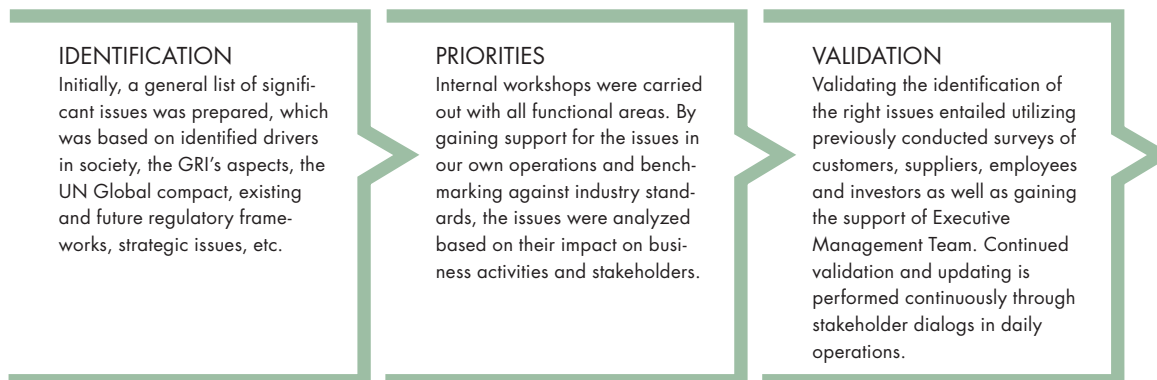 IDENTIFICATION
Initially, a general list of signifi-
cant issues was prepared, which
was based on identified drivers
in society, the GRI's aspects, the
UN Global compact, existing
and future regulatory frame-
works, strategic issues, etc.
PRIORITIES
Internal workshops were carried
out with all functional areas. By
gaining support for the issues in
our own operations and bench-
marking against industry stand-
ards, the issues were analyzed
based on their impact on busi-
ness activities and stakeholders.
VALIDATION
Validating the identification of
the right issues entailed utilizing
previously conducted surveys of
customers, suppliers, employees
and investors as well as gaining
the support of Executive
Management Team. Continued
validation and updating is
performed continuously through
stakeholder dialogs in daily
operations.